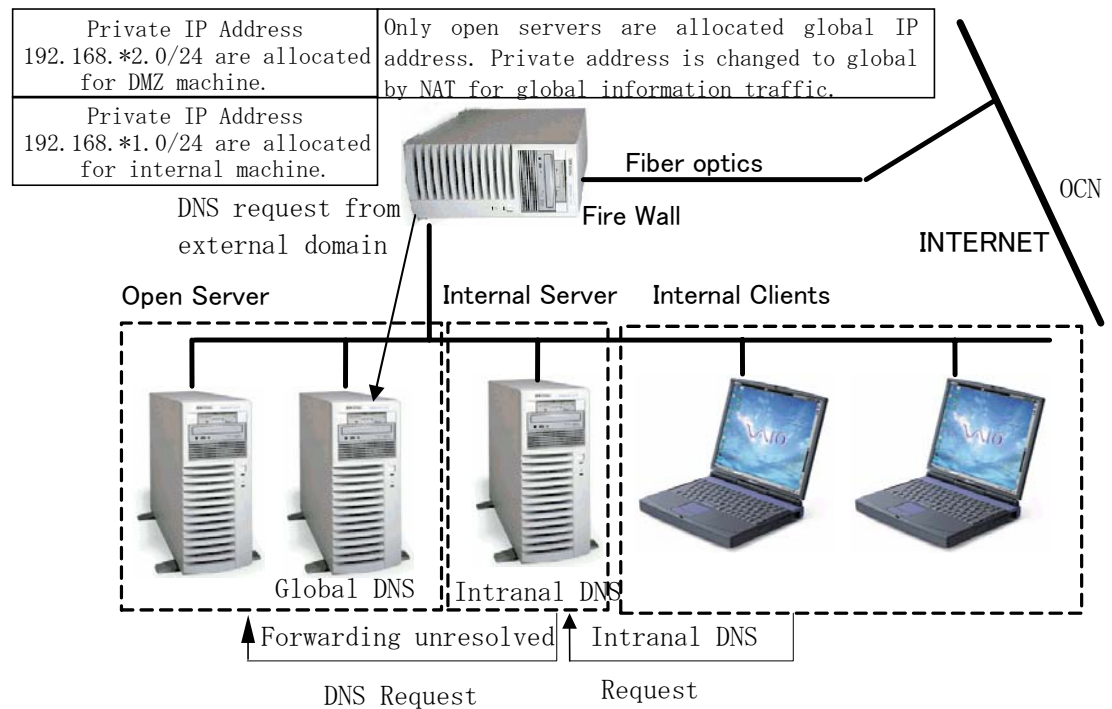 Private IP Address
192.168.*2.0/24 are allocated
for DMZ machine.
Only open servers are allocated global IP
address. Private address is changed to global
by NAT for global information traffic.
Private IP Address
192.168.*1.0/24 are allocated
for internal machine.
Fiber optics
OCN
DNS request from
external domain
Fire Wall
INTERNET
Open Server
Internal Server
Internal Clients
VAIO
VAIO
Global DNS
Intranal DNS
Forwarding unresolved
DNS Request
Intranal DNS
Request